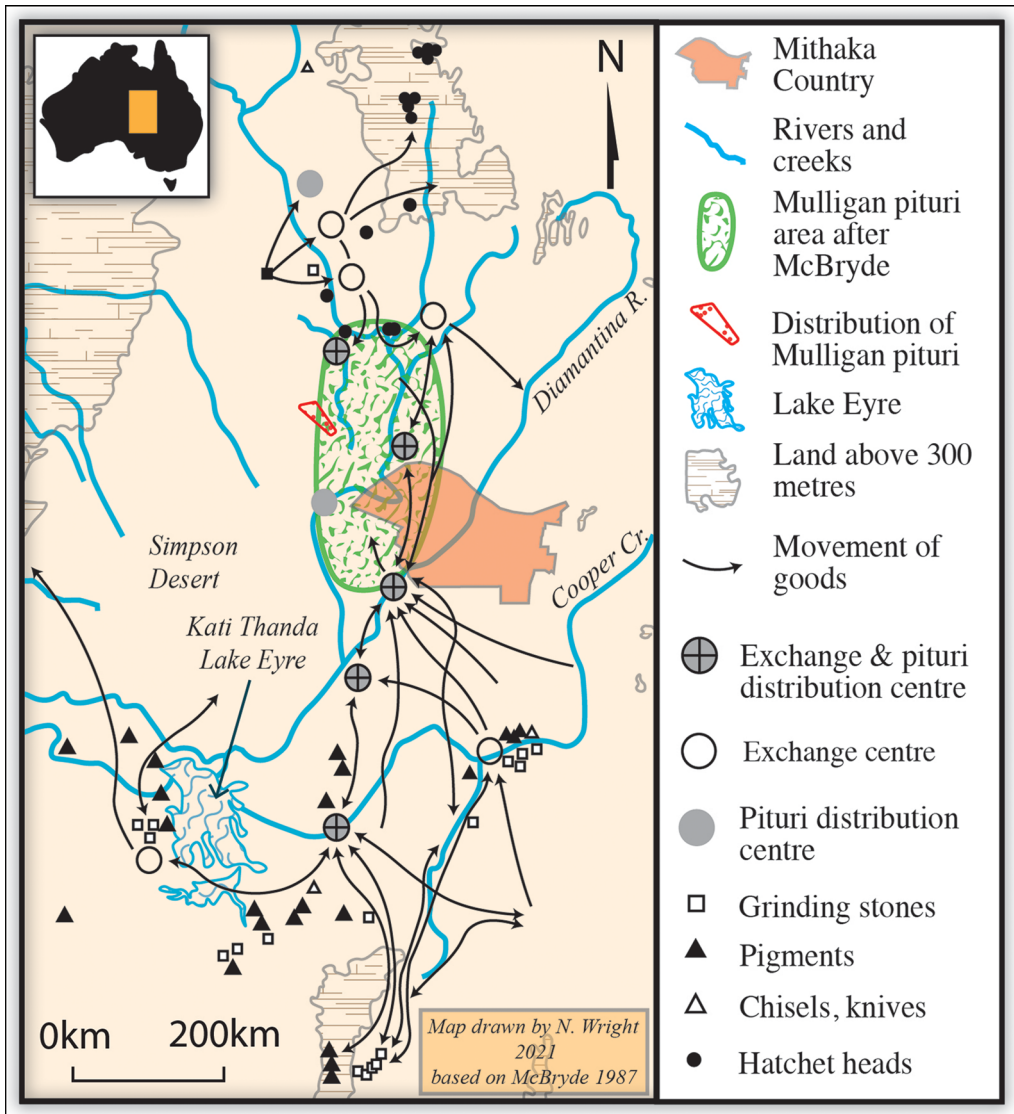 N
Diamantina R.
Cooper Cr.
Simpson
Desert
Kati Thanda
Lake Eyre
0km
200km
Map drawn by N. Wright
2021
based on McBryde 1987
Mithaka
Country
Rivers and
creeks
Mulligan pituri
area after
McBryde
Distribution of
Mulligan pituri
Lake Eyre
Land above 300
metres
Movement of
goods
Exchange & pituri
distribution centre
Exchange centre
Pituri distribution
centre
Grinding stones
Pigments
Chisels, knives
Hatchet heads